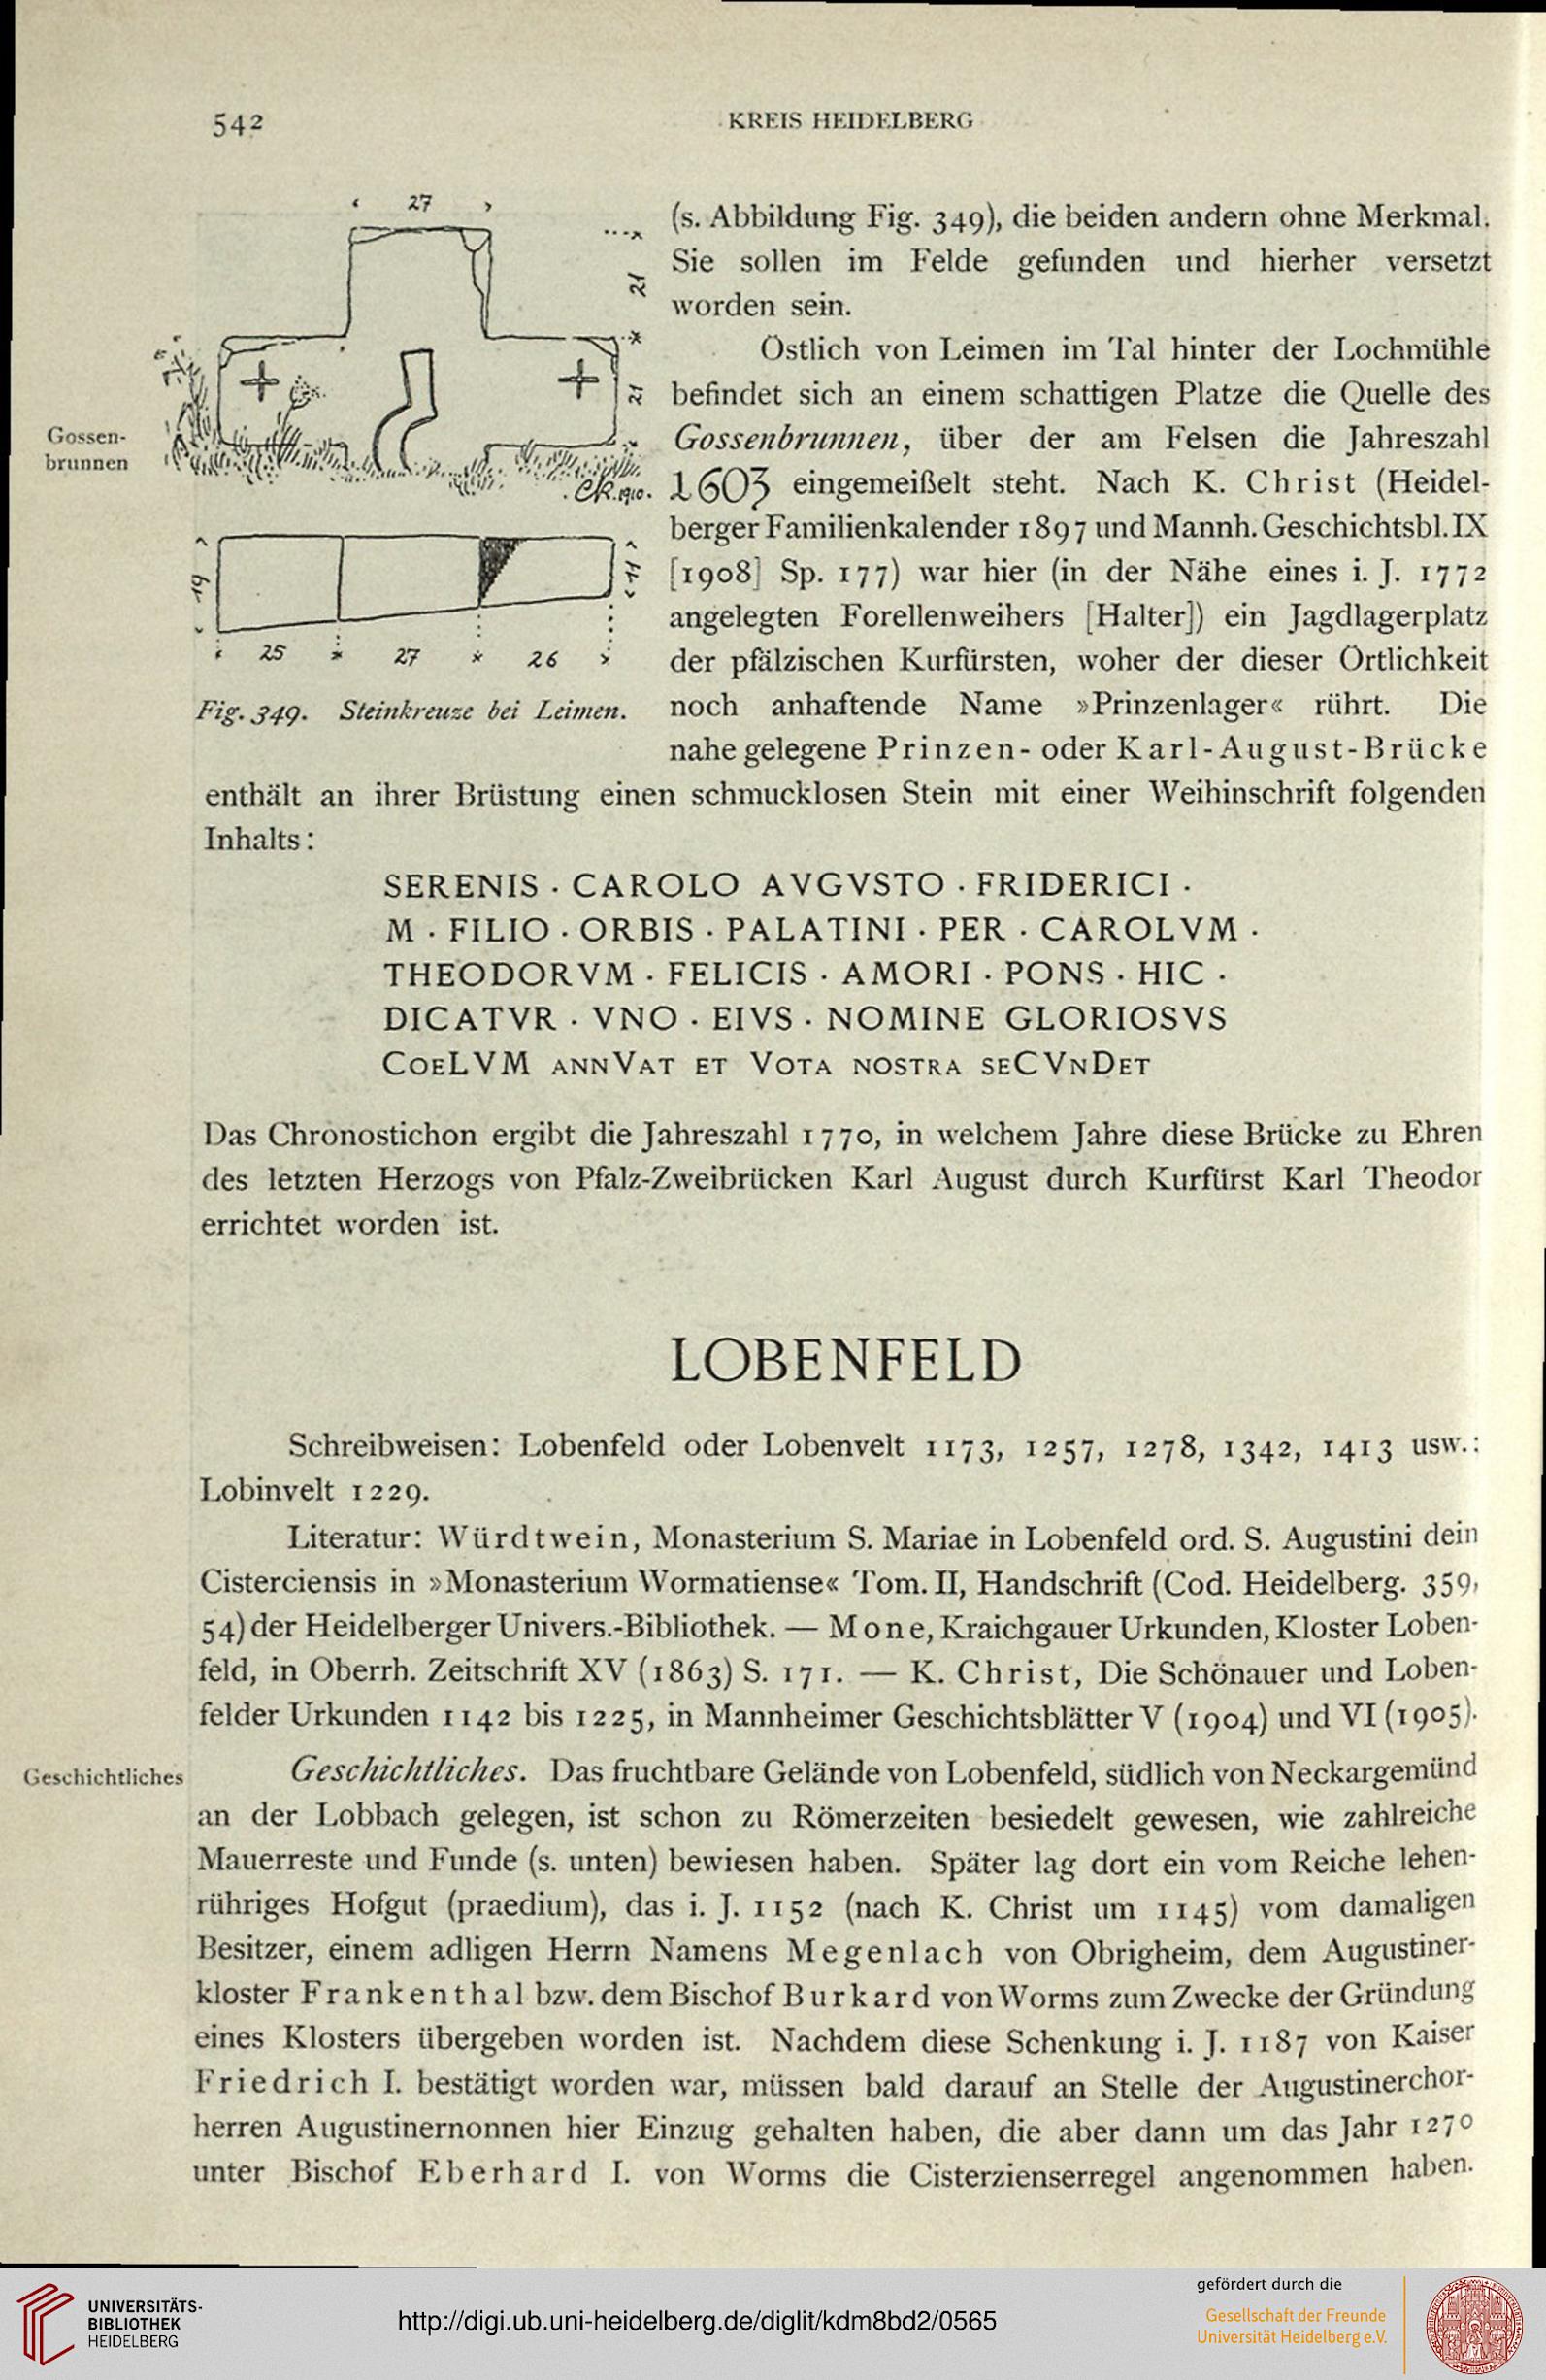 542
KREIS HEIDELBERG
27
21
21
Gossen-
brunnen
CR. 1910.
19
11
25
27
26
Fig. 349. Steinkreuze bei Leimen.
(s. Abbildung Fig. 349), die beiden andern ohne Merkmal.
Sie sollen im Felde gefunden und hierher versetzt
worden sein.
Östlich von Leimen im Tal hinter der Lochmühle
befindet sich an einem schattigen Platze die Quelle des
Gossenbrunnen, über der am Felsen die Jahreszahl
1603 eingemeißelt steht. Nach K. Christ (Heidel-
berger Familienkalender 1897 und Mannh. Geschichtsbl. IX
[1908] Sp. 177) war hier (in der Nähe eines i. J. 1772
angelegten Forellenweihers [Halter]) ein Jagdlagerplatz
der pfälzischen Kurfürsten, woher der dieser Örtlichkeit
noch anhaftende Name »Prinzenlager« rührt. Die
nahe gelegene Prinzen- oder Karl-August-Brücke
enthält an ihrer Brüstung einen schmucklosen Stein mit einer Weihinschrift folgenden
Inhalts:
SERENIS · CAROLO AVGVSTO · FRIDERICI ·
M · FILIO · ORBIS · PALATINI · PER · CAROLVM ·
THEODORVM · FELICIS · AMORI · PONS · HIC ·
DICATVR · VNO · EIVS · NOMINE GLORIOSVS
CoeLVM annVat et Vota nostra seCVnDet
Das Chronostichon ergibt die Jahreszahl 1770, in welchem Jahre diese Brücke zu Ehren
des letzten Herzogs von Pfalz-Zweibrücken Karl August durch Kurfürst Karl Theodor
errichtet worden ist.
LOBENFELD
Schreibweisen: Lobenfeld oder Lobenvelt 1173, 1257, 1278, 1342, 1413 usw.:
Lobinvelt 1229.
Literatur: Würdtwein, Monasterium S. Mariae in Lobenfeld ord. S. Augustini dein
Cisterciensis in »Monasterium Wormatiense« Tom. II, Handschrift (Cod. Heidelberg. 359,
54) der Heidelberger Univers.-Bibliothek. — Mone, Kraichgauer Urkunden, Kloster Loben-
feld, in Oberrh. Zeitschrift XV (1863) S. 171. — K. Christ, Die Schönauer und Loben-
felder Urkunden 1142 bis 1225, in Mannheimer Geschichtsblätter V (1904) und VI (1905).
Geschichtliches
Geschichtliches. Das fruchtbare Gelände von Lobenfeld, südlich von Neckargemünd
an der Lobbach gelegen, ist schon zu Römerzeiten besiedelt gewesen, wie zahlreiche
Mauerreste und Funde (s. unten) bewiesen haben. Später lag dort ein vom Reiche lehen-
rühriges Hofgut (praedium), das i. J. 1152 (nach K. Christ um 1145) vom damaligen
Besitzer, einem adligen Herrn Namens Megenlach von Obrigheim, dem Augustiner-
kloster Frankenthal bzw. dem Bischof Burkard von Worms zum Zwecke der Gründung
eines Klosters übergeben worden ist. Nachdem diese Schenkung i. J. 1187 von Kaiser
Friedrich I. bestätigt worden war, müssen bald darauf an Stelle der Augustinerchor-
herren Augustinernonnen hier Einzug gehalten haben, die aber dann um das Jahr 1270
unter Bischof Eberhard I. von Worms die Cisterzienserregel angenommen haben.
UNIVERSITÄTS-
BIBLIOTHEK
HEIDELBERG
http://digi.ub.uni-heidelberg.de/diglit/kdm8bd2/0565
gefördert durch die
Gesellschaft der Freunde
Universität Heidelberg e.V.